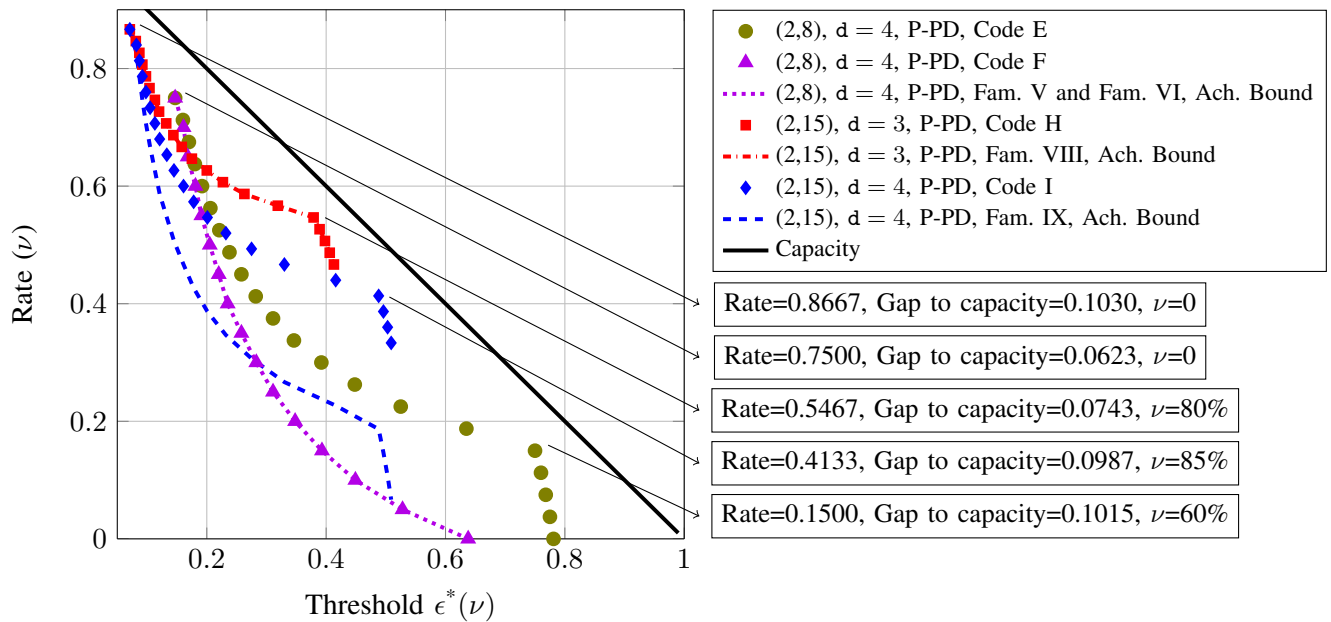 0.8
0.6
0.4
0.2
0
0.2
0.4
0.6
0.8
1
Rate (ν)
Threshold ϵ*(ν)
(2,8), d = 4, P-PD, Code E
(2,8), d = 4, P-PD, Code F
(2,8), d = 4, P-PD, Fam. V and Fam. VI, Ach. Bound
(2,15), d = 3, P-PD, Code H
(2,15), d = 3, P-PD, Fam. VIII, Ach. Bound
(2,15), d = 4, P-PD, Code I
(2,15), d = 4, P-PD, Fam. IX, Ach. Bound
Capacity
Rate=0.8667, Gap to capacity=0.1030, ν=0
Rate=0.7500, Gap to capacity=0.0623, ν=0
Rate=0.5467, Gap to capacity=0.0743, ν=80%
Rate=0.4133, Gap to capacity=0.0987, ν=85%
Rate=0.1500, Gap to capacity=0.1015, ν=60%